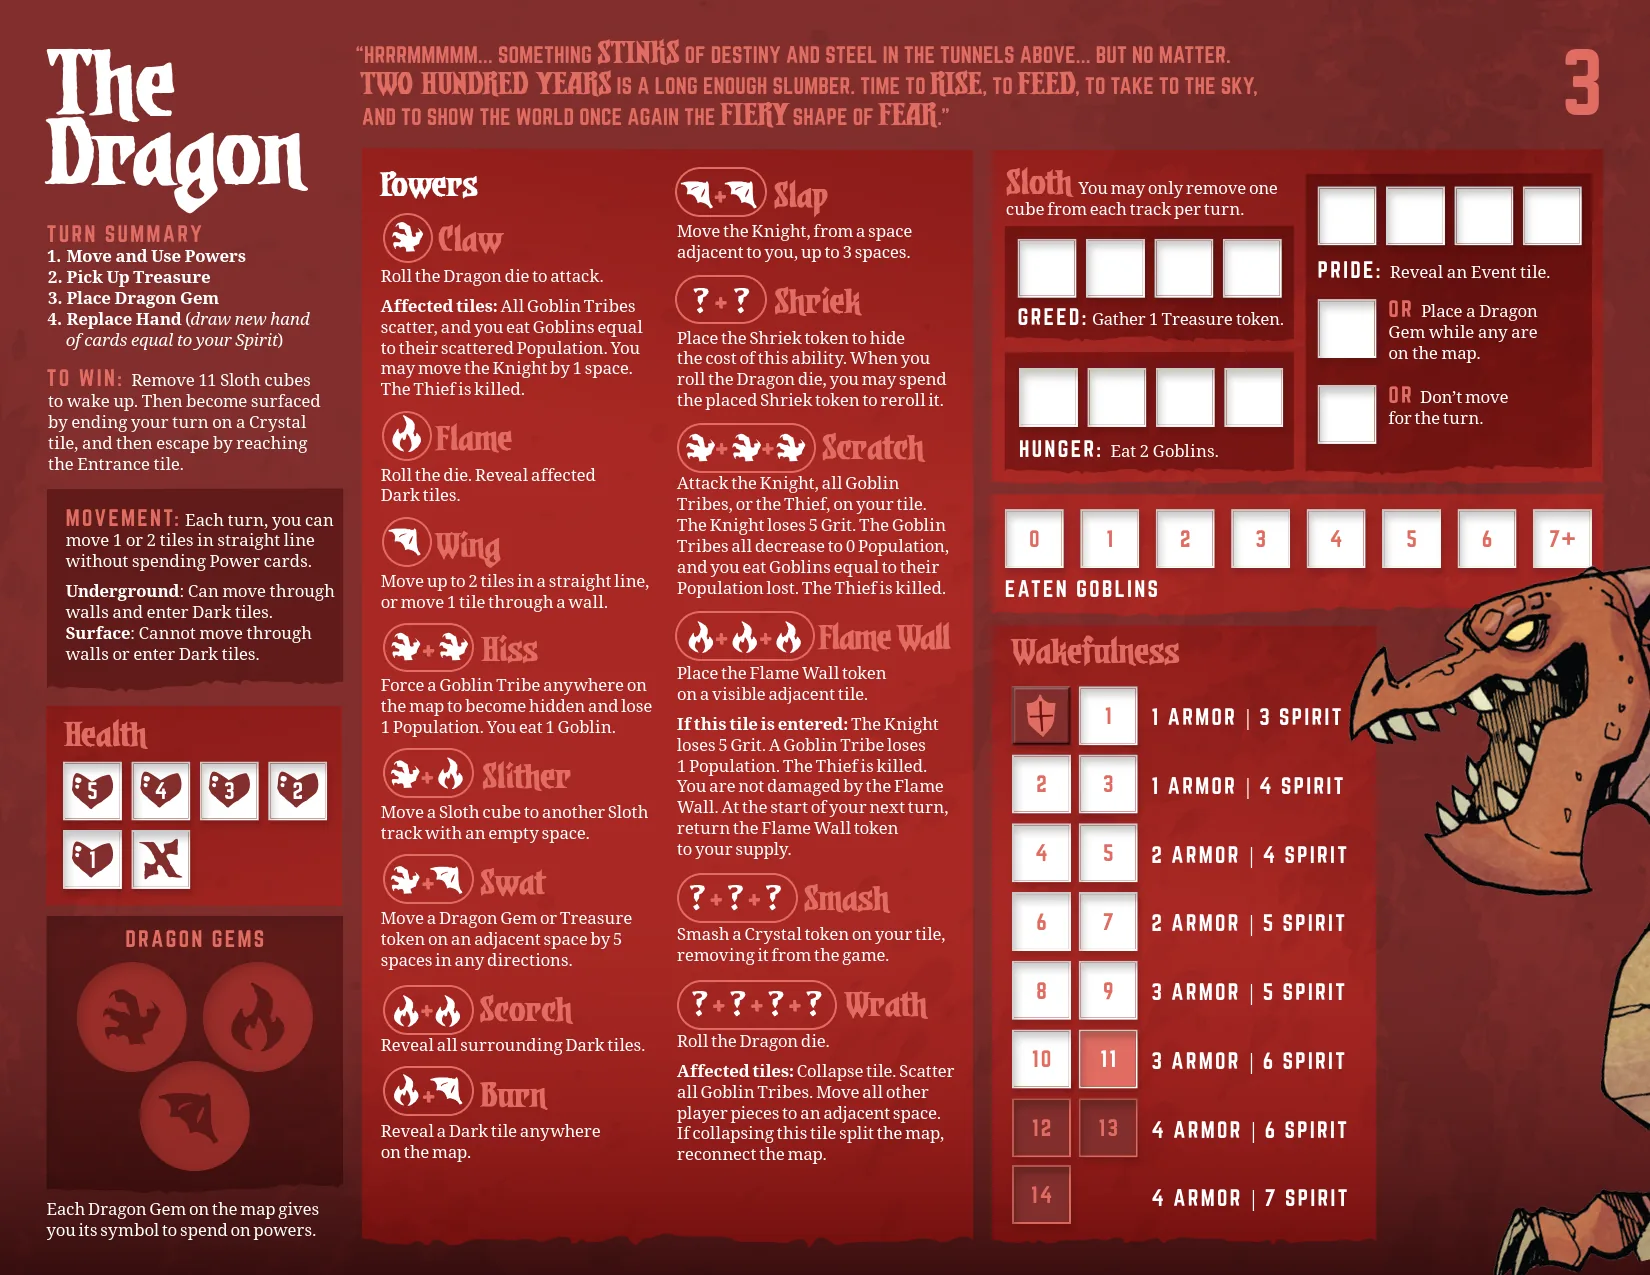 The
Dragon
“HRRRMMMMM... SOMETHING STINKS OF DESTINY AND STEEL IN THE TUNNELS ABOVE... BUT NO MATTER.
TWO HUNDRED YEARS IS A LONG ENOUGH SLUMBER. TIME TO RISE, TO FEED, TO TAKE TO THE SKY,
AND TO SHOW THE WORLD ONCE AGAIN THE FIERY SHAPE OF FEAR.”
3
TURN SUMMARY
1. Move and Use Powers
2. Pick Up Treasure
3. Place Dragon Gem
4. Replace Hand (draw new hand
of cards equal to your Spirit)
TO WIN: Remove 11 Sloth cubes
to wake up. Then become surfaced
by ending your turn on a Crystal
tile, and then escape by reaching
the Entrance tile.
MOVEMENT: Each turn, you can
move 1 or 2 tiles in straight line
without spending Power cards.
Underground: Can move through
walls and enter Dark tiles.
Surface: Cannot move through
walls or enter Dark tiles.
Health
5 4 3 2
1
DRAGON GEMS
Each Dragon Gem on the map gives
you its symbol to spend on powers.
Powers
Claw
Roll the Dragon die to attack.
Affected tiles: All Goblin Tribes
scatter, and you eat Goblins equal
to their scattered Population. You
may move the Knight by 1 space.
The Thief is killed.
Flame
Roll the die. Reveal affected
Dark tiles.
Wing
Move up to 2 tiles in a straight line,
or move 1 tile through a wall.
+ Hiss
Force a Goblin Tribe anywhere on
the map to become hidden and lose
1 Population. You eat 1 Goblin.
+ Slither
Move a Sloth cube to another Sloth
track with an empty space.
+ Swat
Move a Dragon Gem or Treasure
token on an adjacent space by 5
spaces in any directions.
+ Scorch
Reveal all surrounding Dark tiles.
+ Burn
Reveal a Dark tile anywhere
on the map.
+ Slap
Move the Knight, from a space
adjacent to you, up to 3 spaces.
? + ? Shriek
Place the Shriek token to hide
the cost of this ability. When you
roll the Dragon die, you may spend
the placed Shriek token to reroll it.
+ + Scratch
Attack the Knight, all Goblin
Tribes, or the Thief, on your tile.
The Knight loses 5 Grit. The Goblin
Tribes all decrease to 0 Population,
and you eat Goblins equal to their
Population lost. The Thief is killed.
+ + Flame Wall
Place the Flame Wall token
on a visible adjacent tile.
If this tile is entered: The Knight
loses 5 Grit. A Goblin Tribe loses
1 Population. The Thief is killed.
You are not damaged by the Flame
Wall. At the start of your next turn,
return the Flame Wall token
to your supply.
? + ? + ? Smash
Smash a Crystal token on your tile,
removing it from the game.
? + ? + ? + ? Wrath
Roll the Dragon die.
Affected tiles: Collapse tile. Scatter
all Goblin Tribes. Move all other
player pieces to an adjacent space.
If collapsing this tile split the map,
reconnect the map.
Sloth You may only remove one
cube from each track per turn.
GREED: Gather 1 Treasure token.
HUNGER: Eat 2 Goblins.
PRIDE: Reveal an Event tile.
OR Place a Dragon
Gem while any are
on the map.
OR Don’t move
for the turn.
0 1 2 3 4 5 6 7+
EATEN GOBLINS
Wakefulness
1 1 ARMOR | 3 SPIRIT
2 3 1 ARMOR | 4 SPIRIT
4 5 2 ARMOR | 4 SPIRIT
6 7 2 ARMOR | 5 SPIRIT
8 9 3 ARMOR | 5 SPIRIT
10 11 3 ARMOR | 6 SPIRIT
12 13 4 ARMOR | 6 SPIRIT
14 4 ARMOR | 7 SPIRIT